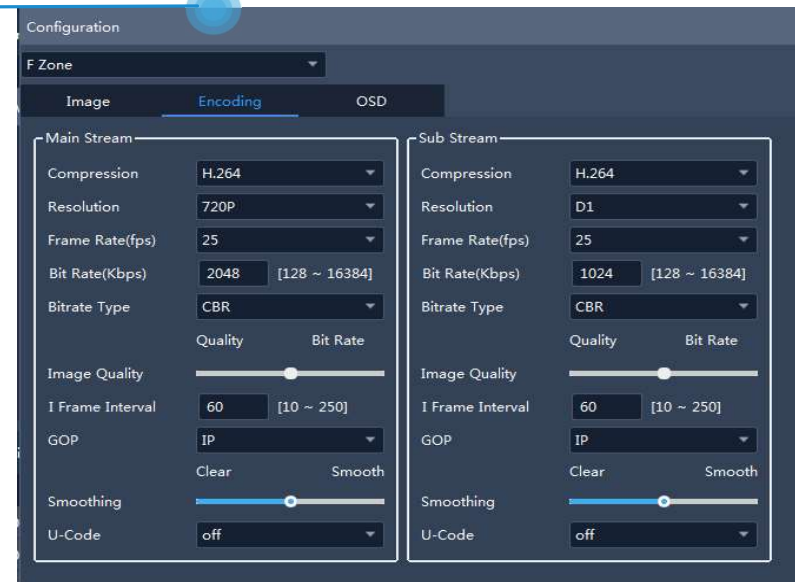 Configuration
F Zone
Image Encoding OSD
Main Stream
Compression H.264
Resolution 720P
Frame Rate(fps) 25
Bit Rate(Kbps) 2048 [128 ~ 16384]
Bitrate Type CBR
Quality Bit Rate
Image Quality
I Frame Interval 60 [10 ~ 250]
GOP IP
Clear Smooth
Smoothing
U-Code off
Sub Stream
Compression H.264
Resolution D1
Frame Rate(fps) 25
Bit Rate(Kbps) 1024 [128 ~ 16384]
Bitrate Type CBR
Quality Bit Rate
Image Quality
I Frame Interval 60 [10 ~ 250]
GOP IP
Clear Smooth
Smoothing
U-Code off